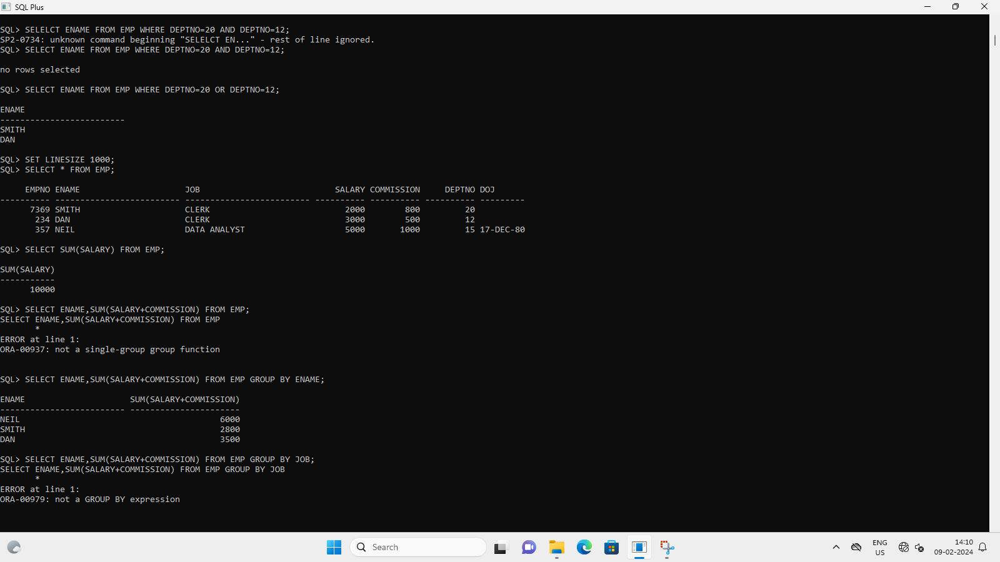 SQL Plus
SQL> SELELCT ENAME FROM EMP WHERE DEPTNO=20 AND DEPTNO=12;
SP2-0734: unknown command beginning "SELELCT EN..." - rest of line ignored.
SQL> SELECT ENAME FROM EMP WHERE DEPTNO=20 AND DEPTNO=12;
no rows selected
SQL> SELECT ENAME FROM EMP WHERE DEPTNO=20 OR DEPTNO=12;
ENAME
-------------------------
SMITH
DAN
SQL> SET LINESIZE 1000;
SQL> SELECT * FROM EMP;
     EMPNO ENAME                     JOB                           SALARY COMMISSION     DEPTNO DOJ
---------- ------------------------- ------------------------- ---------- ---------- ---------- ---------
      7369 SMITH                     CLERK                           2000        800         20
       234 DAN                       CLERK                           3000        500         12
       357 NEIL                      DATA ANALYST                    5000       1000         15 17-DEC-80
SQL> SELECT SUM(SALARY) FROM EMP;
SUM(SALARY)
-----------
      10000
SQL> SELECT ENAME,SUM(SALARY+COMMISSION) FROM EMP;
SELECT ENAME,SUM(SALARY+COMMISSION) FROM EMP
       *
ERROR at line 1:
ORA-00937: not a single-group group function
SQL> SELECT ENAME,SUM(SALARY+COMMISSION) FROM EMP GROUP BY ENAME;
ENAME                     SUM(SALARY+COMMISSION)
------------------------- ----------------------
NEIL                                        6000
SMITH                                       2800
DAN                                         3500
SQL> SELECT ENAME,SUM(SALARY+COMMISSION) FROM EMP GROUP BY JOB;
SELECT ENAME,SUM(SALARY+COMMISSION) FROM EMP GROUP BY JOB
       *
ERROR at line 1:
ORA-00979: not a GROUP BY expression
Search
ENG
US
14:10
09-02-2024